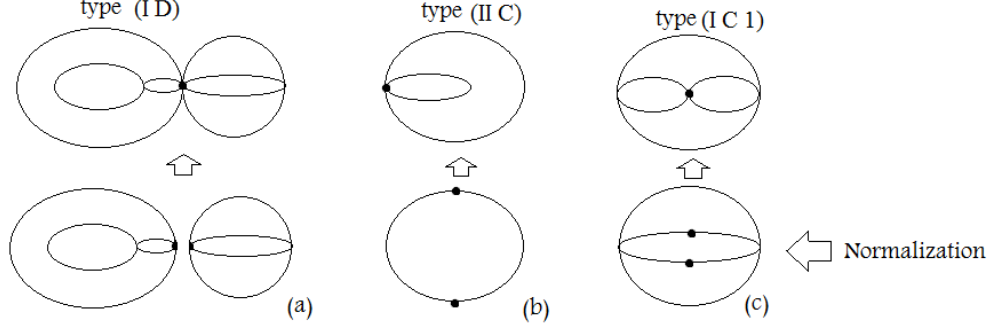 type (I D)
type (II C)
type (I C 1)
Normalization
(a)
(b)
(c)